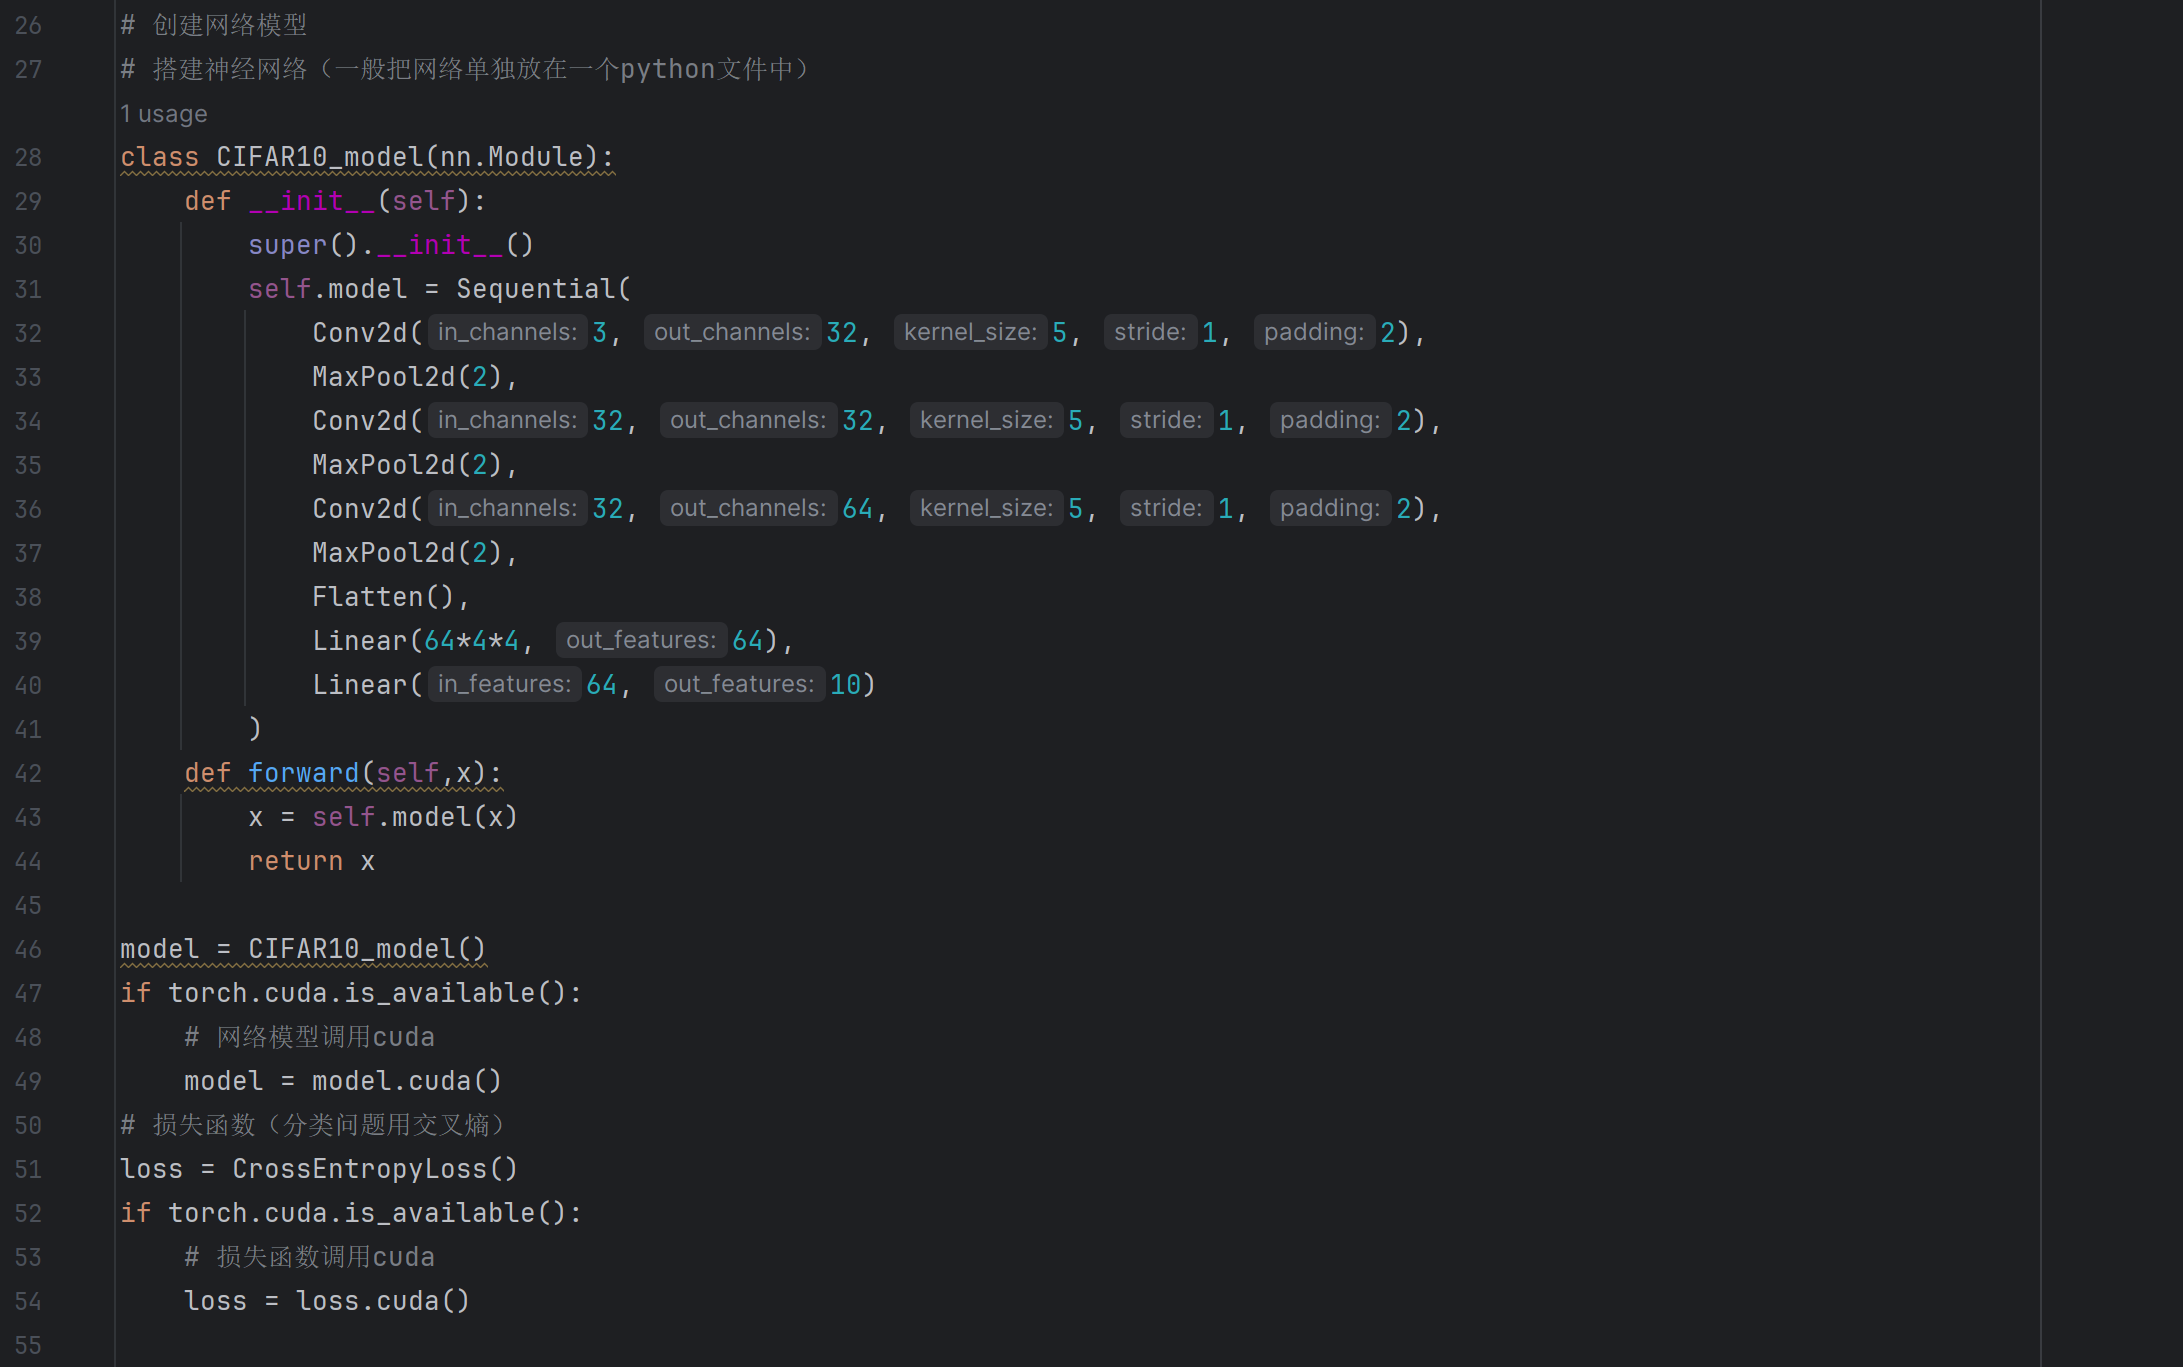 26 # 创建网络模型
27 # 搭建神经网络（一般把网络单独放在一个python文件中）
1 usage
28 class CIFAR10_model(nn.Module):
29 def __init__(self):
30 super().__init__()
31 self.model = Sequential(
32 Conv2d( in_channels: 3, out_channels: 32, kernel_size: 5, stride: 1, padding: 2),
33 MaxPool2d(2),
34 Conv2d( in_channels: 32, out_channels: 32, kernel_size: 5, stride: 1, padding: 2),
35 MaxPool2d(2),
36 Conv2d( in_channels: 32, out_channels: 64, kernel_size: 5, stride: 1, padding: 2),
37 MaxPool2d(2),
38 Flatten(),
39 Linear(64*4*4, out_features: 64),
40 Linear( in_features: 64, out_features: 10)
41 )
42 def forward(self,x):
43 x = self.model(x)
44 return x
45
46 model = CIFAR10_model()
47 if torch.cuda.is_available():
48 # 网络模型调用cuda
49 model = model.cuda()
50 # 损失函数（分类问题用交叉熵）
51 loss = CrossEntropyLoss()
52 if torch.cuda.is_available():
53 # 损失函数调用cuda
54 loss = loss.cuda()
55